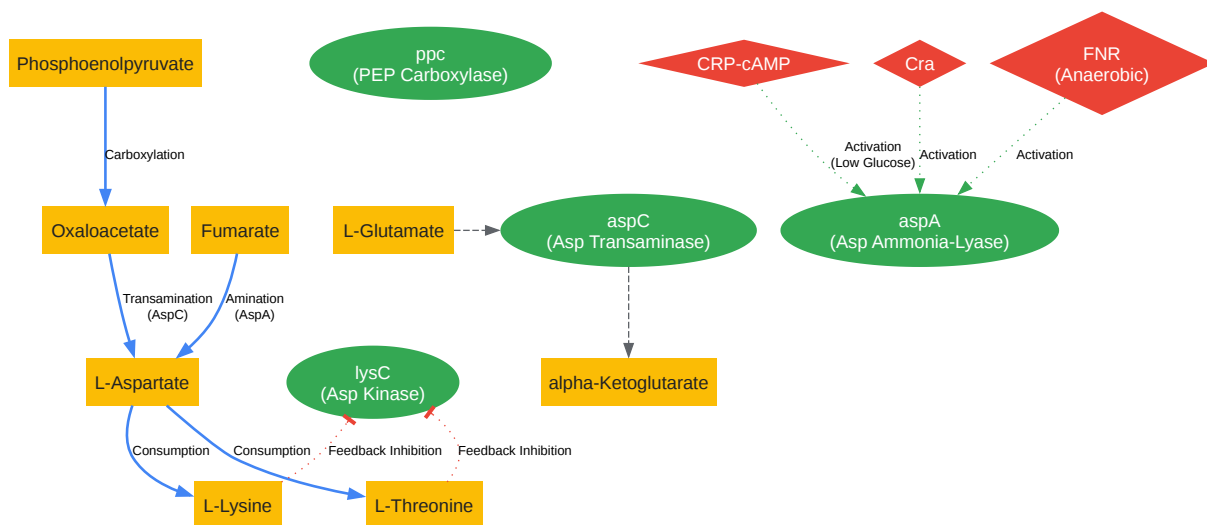 Phosphoenolpyruvate
ppc
(PEP Carboxylase)
CRP-cAMP
Cra
FNR
(Anaerobic)
Carboxylation
Activation
(Low Glucose)
Activation
Activation
Oxaloacetate
Fumarate
L-Glutamate
aspC
(Asp Transaminase)
aspA
(Asp Ammonia-Lyase)
Transamination
(AspC)
Amination
(AspA)
L-Aspartate
lysC
(Asp Kinase)
alpha-Ketoglutarate
Consumption
Consumption
Feedback Inhibition
Feedback Inhibition
L-Lysine
L-Threonine